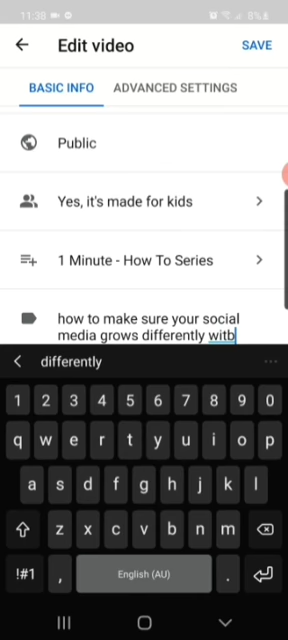 11:38 8%
Edit video SAVE
BASIC INFO ADVANCED SETTINGS
Public
Yes, it's made for kids
1 Minute - How To Series
how to make sure your social
media grows differently witb
differently
1 2 3 4 5 6 7 8 9 0
q w e r t y u i o p
a s d f g h j k l
z x c v b n m
!#1 , English (AU) .